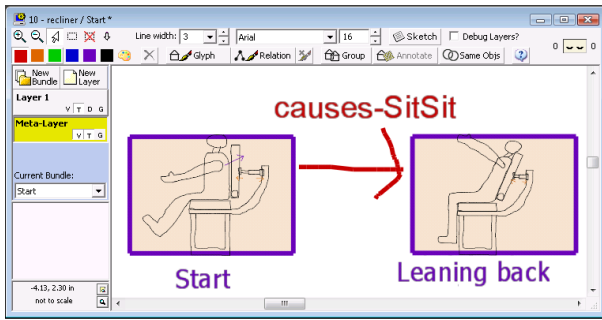 10 - recliner / Start *
Line width: 3 Arial 16 Sketch Debug Layers?
Glyph Relation Group Annotate Same Objs ? 0 0
New Bundle New Layer
Layer 1
V T D G
Meta-Layer
V T G
Current Bundle:
Start
-4.13, 2.30 in
not to scale
causes-SitSit
Start
Leaning back